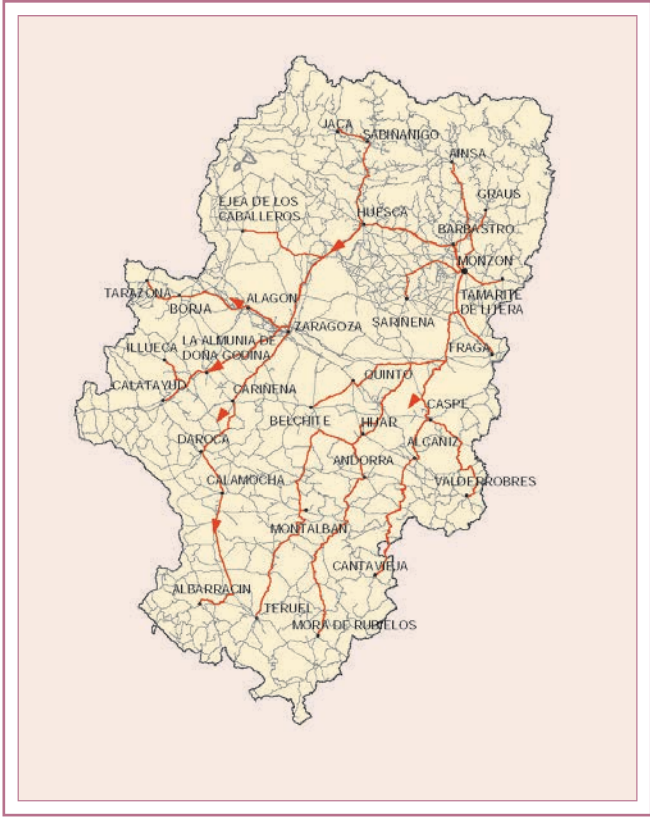 JACA
SABIÑANIGO
AINSA
GRAUS
EJEA DE LOS
CABALLEROS
HUESCA
BARBASTRO
MONZON
TARAZONA
BORJA
ALAGON
TAMARITE
DE LITERA
SARIÑENA
ZARAGOZA
ILLUECA
LA ALMUNIA DE
DOÑA GODINA
FRAGA
CALATAYUD
CARIÑENA
QUINTO
CASPE
BELCHITE
HIJAR
DAROCA
ALCAÑIZ
ANDORRA
CALAMOCHA
VALDERROBRES
MONTALBAN
CANTAVIEJA
ALBARRACIN
TERUEL
MORA DE RUBIELOS